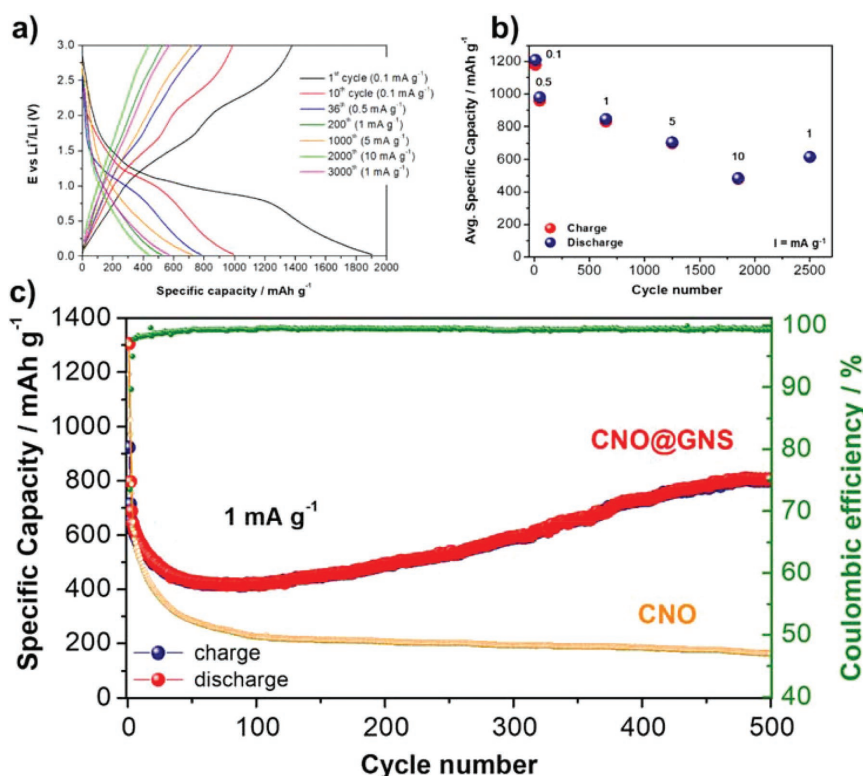 a)
E vs Li⁺/Li (V)
3.0
2.5
2.0
1.5
1.0
0.5
0.0
1ˢᵗ cycle (0.1 mA g⁻¹)
10ᵗʰ cycle (0.1 mA g⁻¹)
36ᵗʰ (0.5 mA g⁻¹)
200ᵗʰ (1 mA g⁻¹)
1000ᵗʰ (5 mA g⁻¹)
2000ᵗʰ (10 mA g⁻¹)
3000ᵗʰ (1 mA g⁻¹)
0 200 400 600 800 1000 1200 1400 1600 1800 2000
Specific capacity / mAh g⁻¹
b)
Avg. Specific Capacity / mAh g⁻¹
1200
1000
800
600
400
200
0
0.1
0.5
1
5
10
1
Charge
Discharge
I = mA g⁻¹
0 500 1000 1500 2000 2500
Cycle number
c)
Specific Capacity / mAh g⁻¹
1400
1200
1000
800
600
400
200
0
CNO@GNS
1 mA g⁻¹
CNO
charge
discharge
100
90
80
70
60
50
40
Coulombic efficiency / %
0 100 200 300 400 500
Cycle number